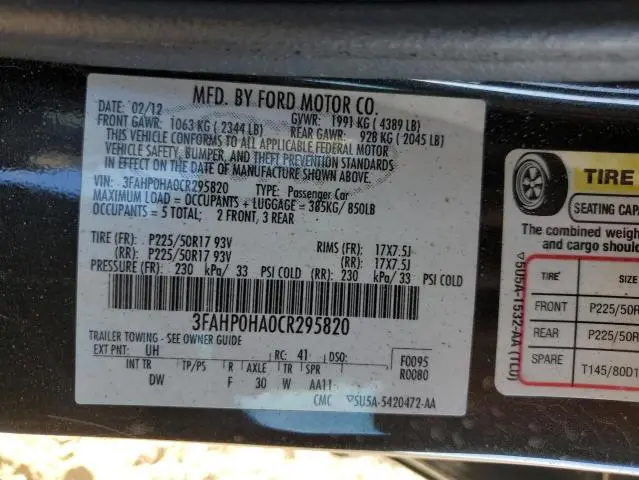 MFD. BY FORD MOTOR CO.
DATE: 02/12 GVWR: 1991 KG ( 4389 LB)
FRONT GAWR: 1063 KG ( 2344 LB) REAR GAWR: 928 KG ( 2045 LB)
THIS VEHICLE CONFORMS TO ALL APPLICABLE FEDERAL MOTOR
VEHICLE SAFETY, BUMPER, AND THEFT PREVENTION STANDARDS
IN EFFECT ON THE DATE OF MANUFACTURE SHOWN ABOVE.
VIN: 3FAHP0HA0CR295820 TYPE: Passenger Car
MAXIMUM LOAD = OCCUPANTS + LUGGAGE = 385KG/ 850LB
OCCUPANTS = 5 TOTAL; 2 FRONT, 3 REAR
TIRE (FR): P225/50R17 93V RIMS (FR): 17X7.5J
(RR): P225/50R17 93V (RR): 17X7.5J
PRESSURE (FR): 230 kPa/ 33 PSI COLD (RR): 230 kPa/ 33 PSI COLD
3FAHP0HA0CR295820
TRAILER TOWING - SEE OWNER GUIDE
EXT PNT: UH RC: 41 DSO: F0095
R0080
INT TR TP/PS R AXLE TR SPR
DW F 30 W AA11
CMC ▽5U5A-5420472-AA
TIRE
SEATING CAP
The combined weigh
and cargo should
TIRE SIZE
FRONT P225/50R
REAR P225/50R
SPARE T145/80D1
▽5U5A-1532-AA (TLU)